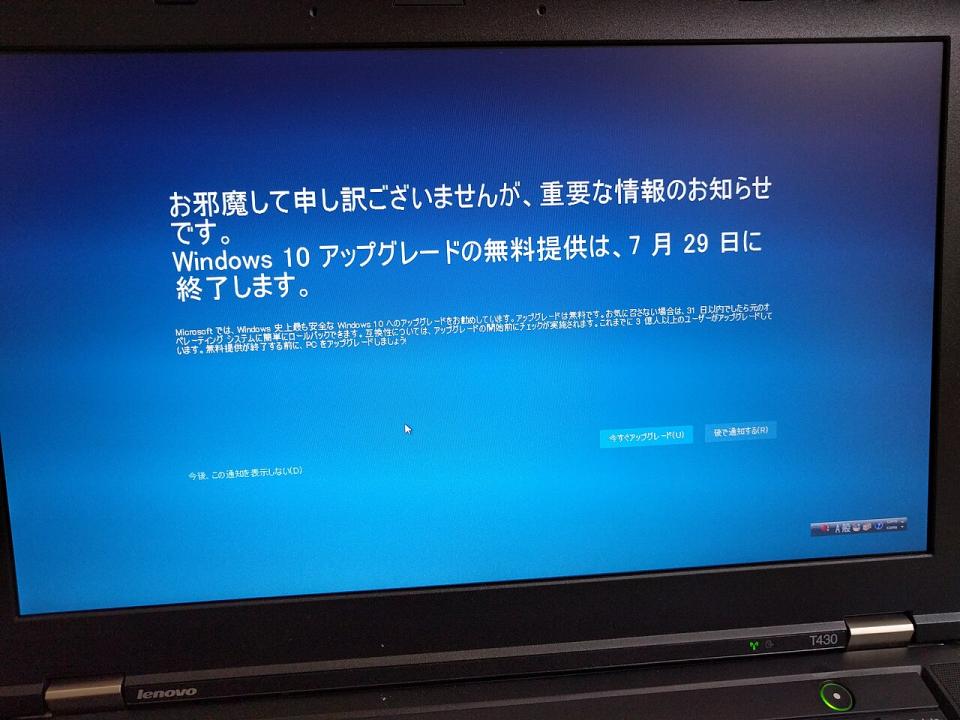 お邪魔して申し訳ございませんが、重要な情報のお知らせ
です。
Windows 10 アップグレードの無料提供は、7 月 29 日に
終了します。
Microsoft では、Windows 史上最も安全な Windows 10 へのアップグレードをお勧めしています。アップグレードは無料です。お気に召さない場合は、31 日以内でしたら元のオ
ペレーティング システムに簡単にロールバックできます。互換性については、アップグレードの開始前にチェックが実施されます。これまでに 3 億人以上のユーザーがアップグレードして
います。無料提供が終了する前に、PC をアップグレードしましょう!
今すぐアップグレード(U)
後で通知する(R)
今後、この通知を表示しない(D)
A 般
T430
lenovo